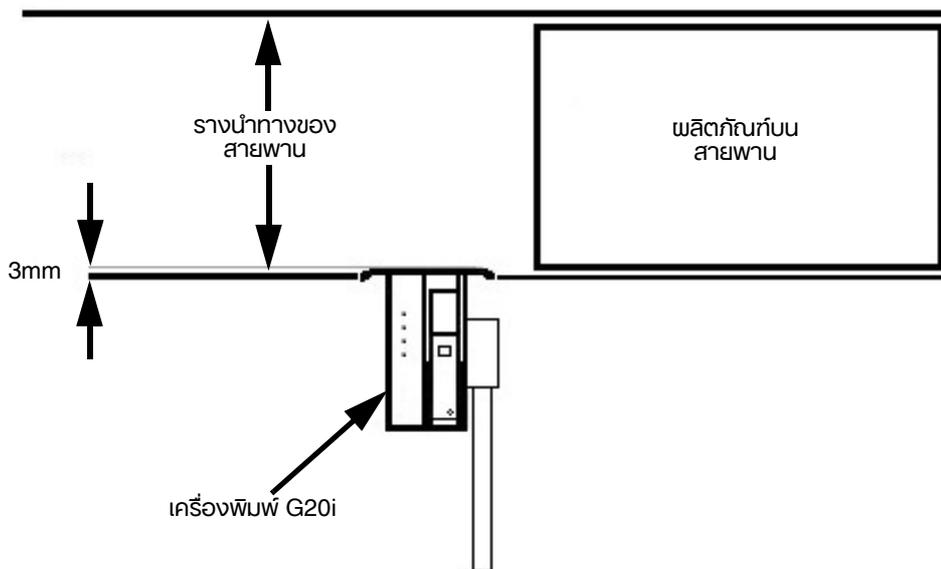 รางนำทางของ
สายพาน
ผลิตภัณฑ์บน
สายพาน
3mm
เครื่องพิมพ์ G20i